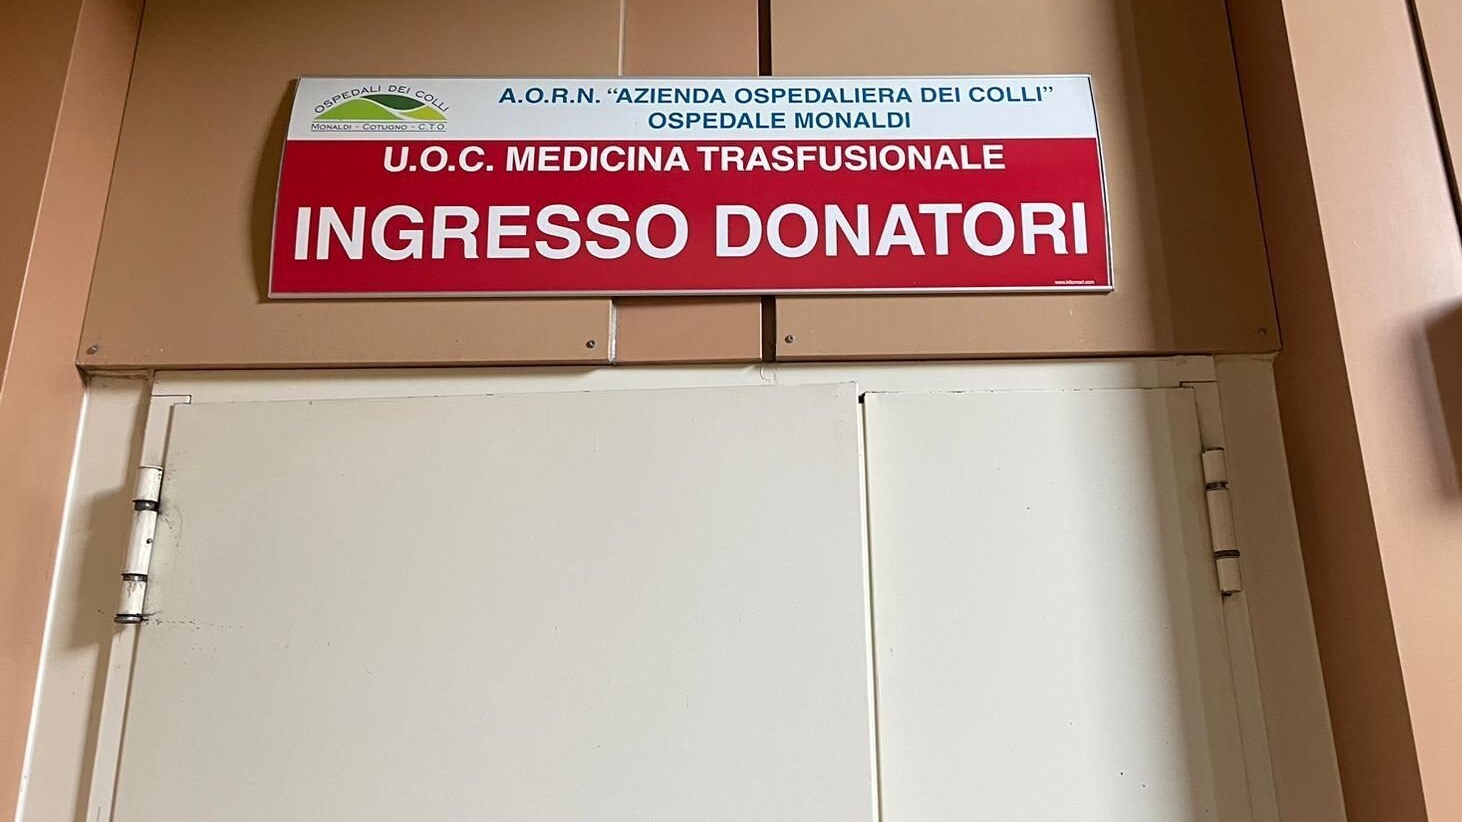 OSPEDALI DEI COLLI
MONALDI - COTUGNO - C.T.O
A.O.R.N. “AZIENDA OSPEDALIERA DEI COLLI”
OSPEDALE MONALDI
U.O.C. MEDICINA TRASFUSIONALE
INGRESSO DONATORI